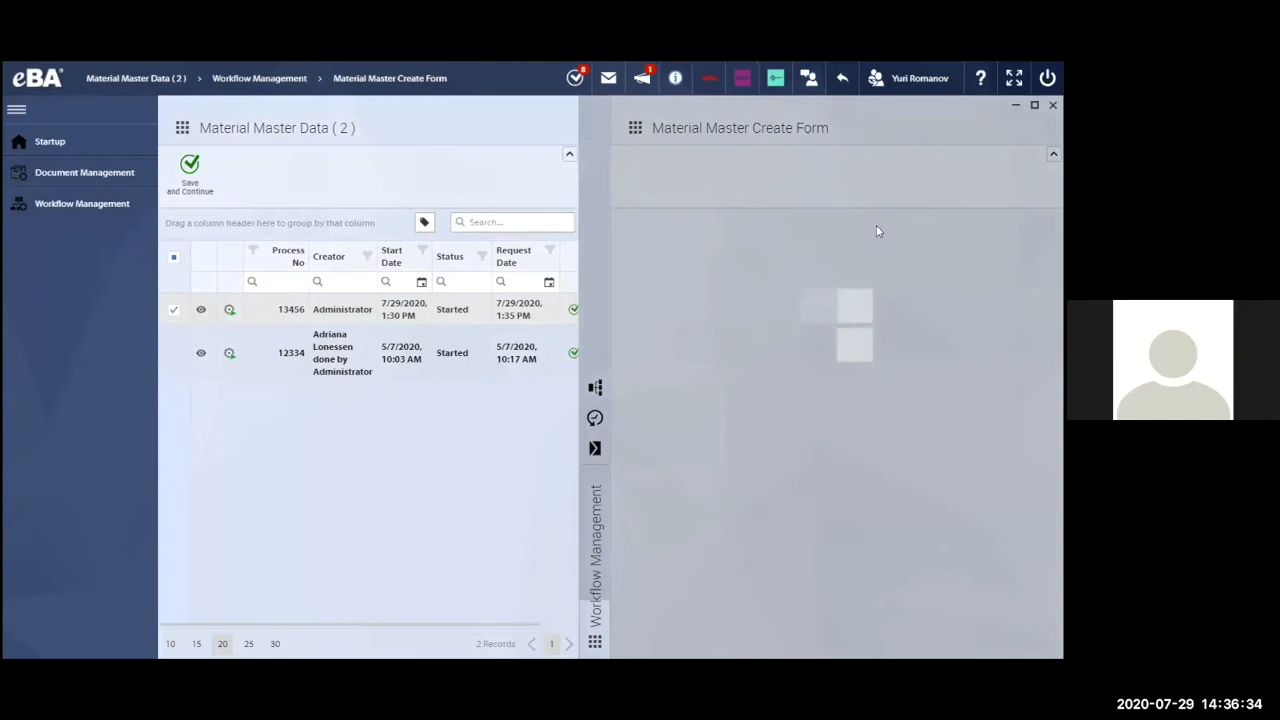 eBA
Material Master Data ( 2 ) > Workflow Management > Material Master Create Form
8
1
Yuri Romanov
?
Startup
Document Management
Workflow Management
Material Master Data ( 2 )
Save
and Continue
Drag a column header here to group by that column
Search...
Process
No
Creator
Start
Date
Status
Request
Date
13456
Administrator
7/29/2020,
1:30 PM
Started
7/29/2020,
1:35 PM
12334
Adriana
Lonessen
done by
Administrator
5/7/2020,
10:03 AM
Started
5/7/2020,
10:17 AM
10 15 20 25 30
2 Records
1
Workflow Management
Material Master Create Form
2020-07-29 14:36:34